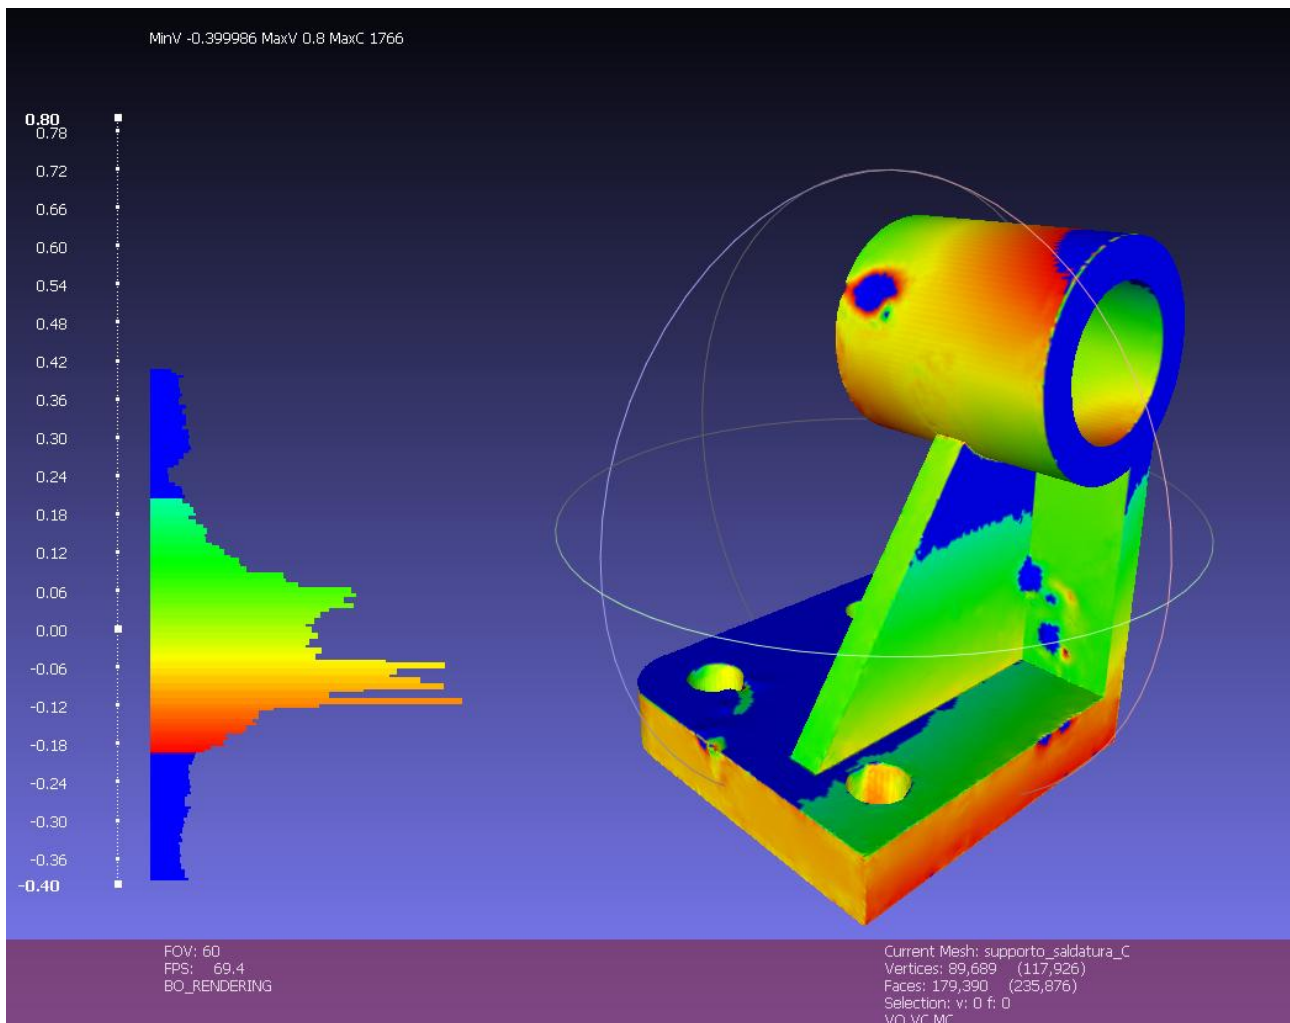 MinV -0.399986 MaxV 0.8 MaxC 1766
0.80
0.78
0.72
0.66
0.60
0.54
0.48
0.42
0.36
0.30
0.24
0.18
0.12
0.06
0.00
-0.06
-0.12
-0.18
-0.24
-0.30
-0.36
-0.40
FOV: 60
FPS: 69.4
BO_RENDERING
Current Mesh: supporto_saldatura_C
Vertices: 89,689 (117,926)
Faces: 179,390 (235,876)
Selection: v: 0 f: 0
VQ VC MC